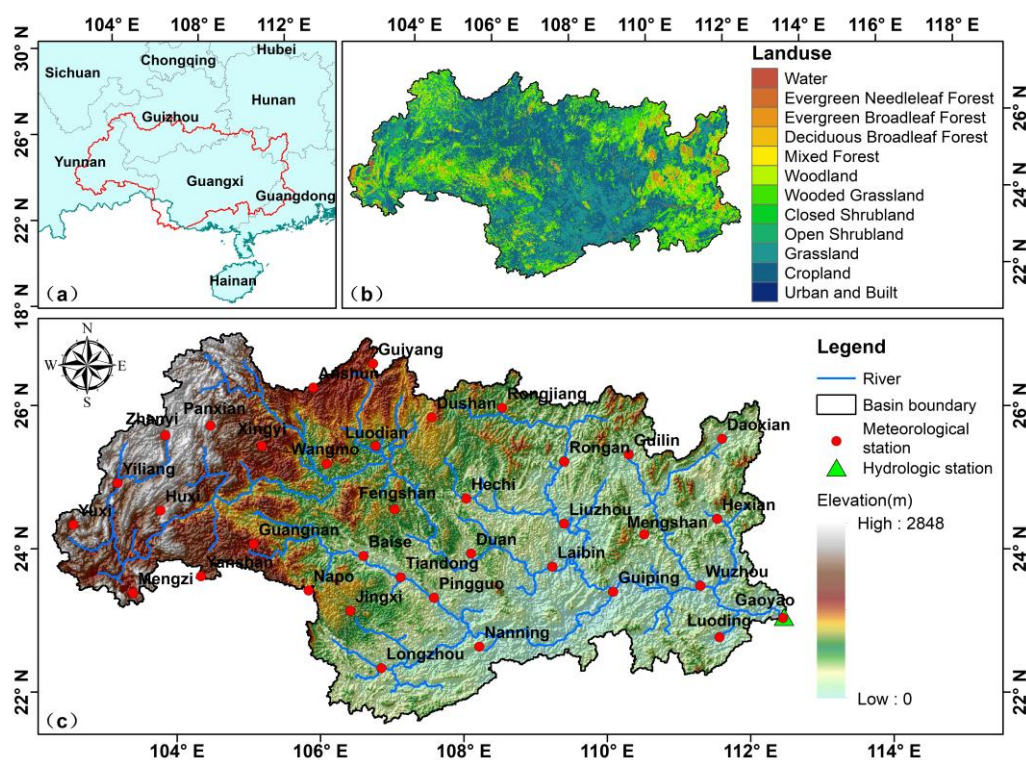 104° E 106° E 108° E 110° E 112° E
104° E 106° E 108° E 110° E 112° E 114° E 116° E 118° E
30° N
26° N
22° N
18° N
Sichuan
Chongqing
Hubei
Hunan
Guizhou
Yunnan
Guangxi
Guangdong
Hainan
（a）
Landuse
Water
Evergreen Needleleaf Forest
Evergreen Broadleaf Forest
Deciduous Broadleaf Forest
Mixed Forest
Woodland
Wooded Grassland
Closed Shrubland
Open Shrubland
Grassland
Cropland
Urban and Built
（b）
26° N
24° N
22° N
N
W
E
S
Guiyang
Anshun
Rongjiang
Dushan
Panxian
Zhanyi
Xingyi
Luodian
Wangmo
Rongan
Guilin
Daoxian
Yiliang
Huxi
Fengshan
Hechi
Hexian
Yuxi
Liuzhou
Mengshan
Guangnan
Baise
Duan
Laibin
Yanshan
Mengzi
Napo
Tiandong
Pingguo
Guiping
Wuzhou
Gaoyao
Jingxi
Luoding
Nanning
Longzhou
（c）
Legend
River
Basin boundary
Meteorological
station
Hydrologic station
Elevation(m)
High : 2848
Low : 0
26° N
24° N
22° N
26° N
24° N
22° N
104° E 106° E 108° E 110° E 112° E 114° E